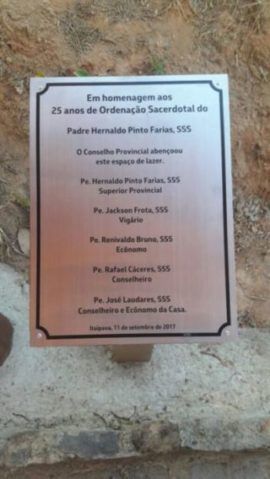 Em homenagem aos
25 anos de Ordenação Sacerdotal do
Padre Hernaldo Pinto Farias, SSS
O Conselho Provincial abençoou
este espaço de lazer.
Pe. Hernaldo Pinto Farias, SSS
Superior Provincial
Pe. Jackson Frota, SSS
Vigário
Pe. Renivaldo Bruno, SSS
Ecônomo
Pe. Rafael Cáceres, SSS
Conselheiro
Pe. José Laudares, SSS
Conselheiro e Ecônomo da Casa.
Itaipava, 11 de setembro de 2017